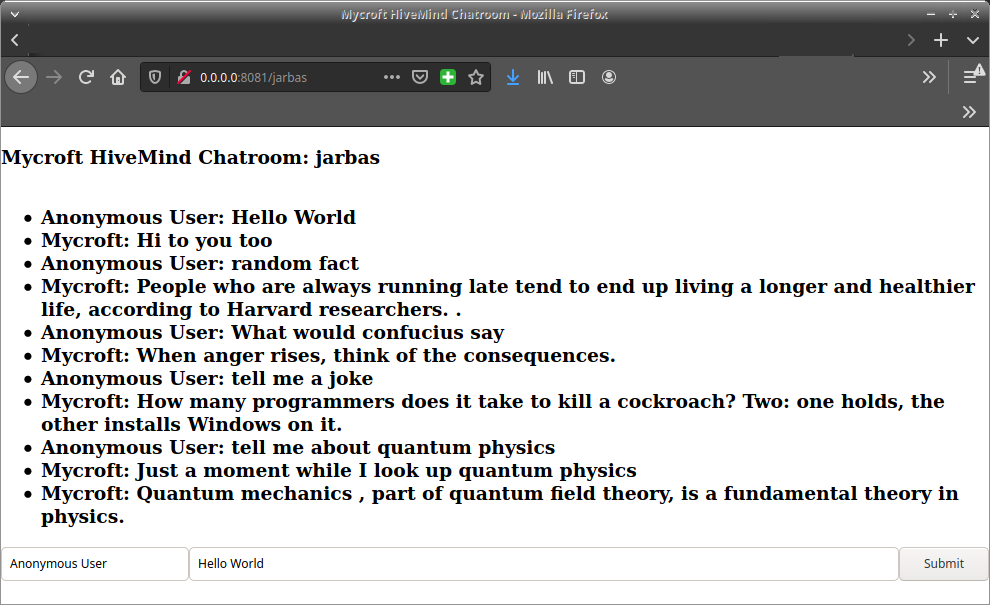 Mycroft HiveMind Chatroom - Mozilla Firefox
0.0.0.0:8081/jarbas
Mycroft HiveMind Chatroom: jarbas
Anonymous User: Hello World
Mycroft: Hi to you too
Anonymous User: random fact
Mycroft: People who are always running late tend to end up living a longer and healthier
life, according to Harvard researchers. .
Anonymous User: What would confucius say
Mycroft: When anger rises, think of the consequences.
Anonymous User: tell me a joke
Mycroft: How many programmers does it take to kill a cockroach? Two: one holds, the
other installs Windows on it.
Anonymous User: tell me about quantum physics
Mycroft: Just a moment while I look up quantum physics
Mycroft: Quantum mechanics , part of quantum field theory, is a fundamental theory in
physics.
Anonymous User Hello World Submit